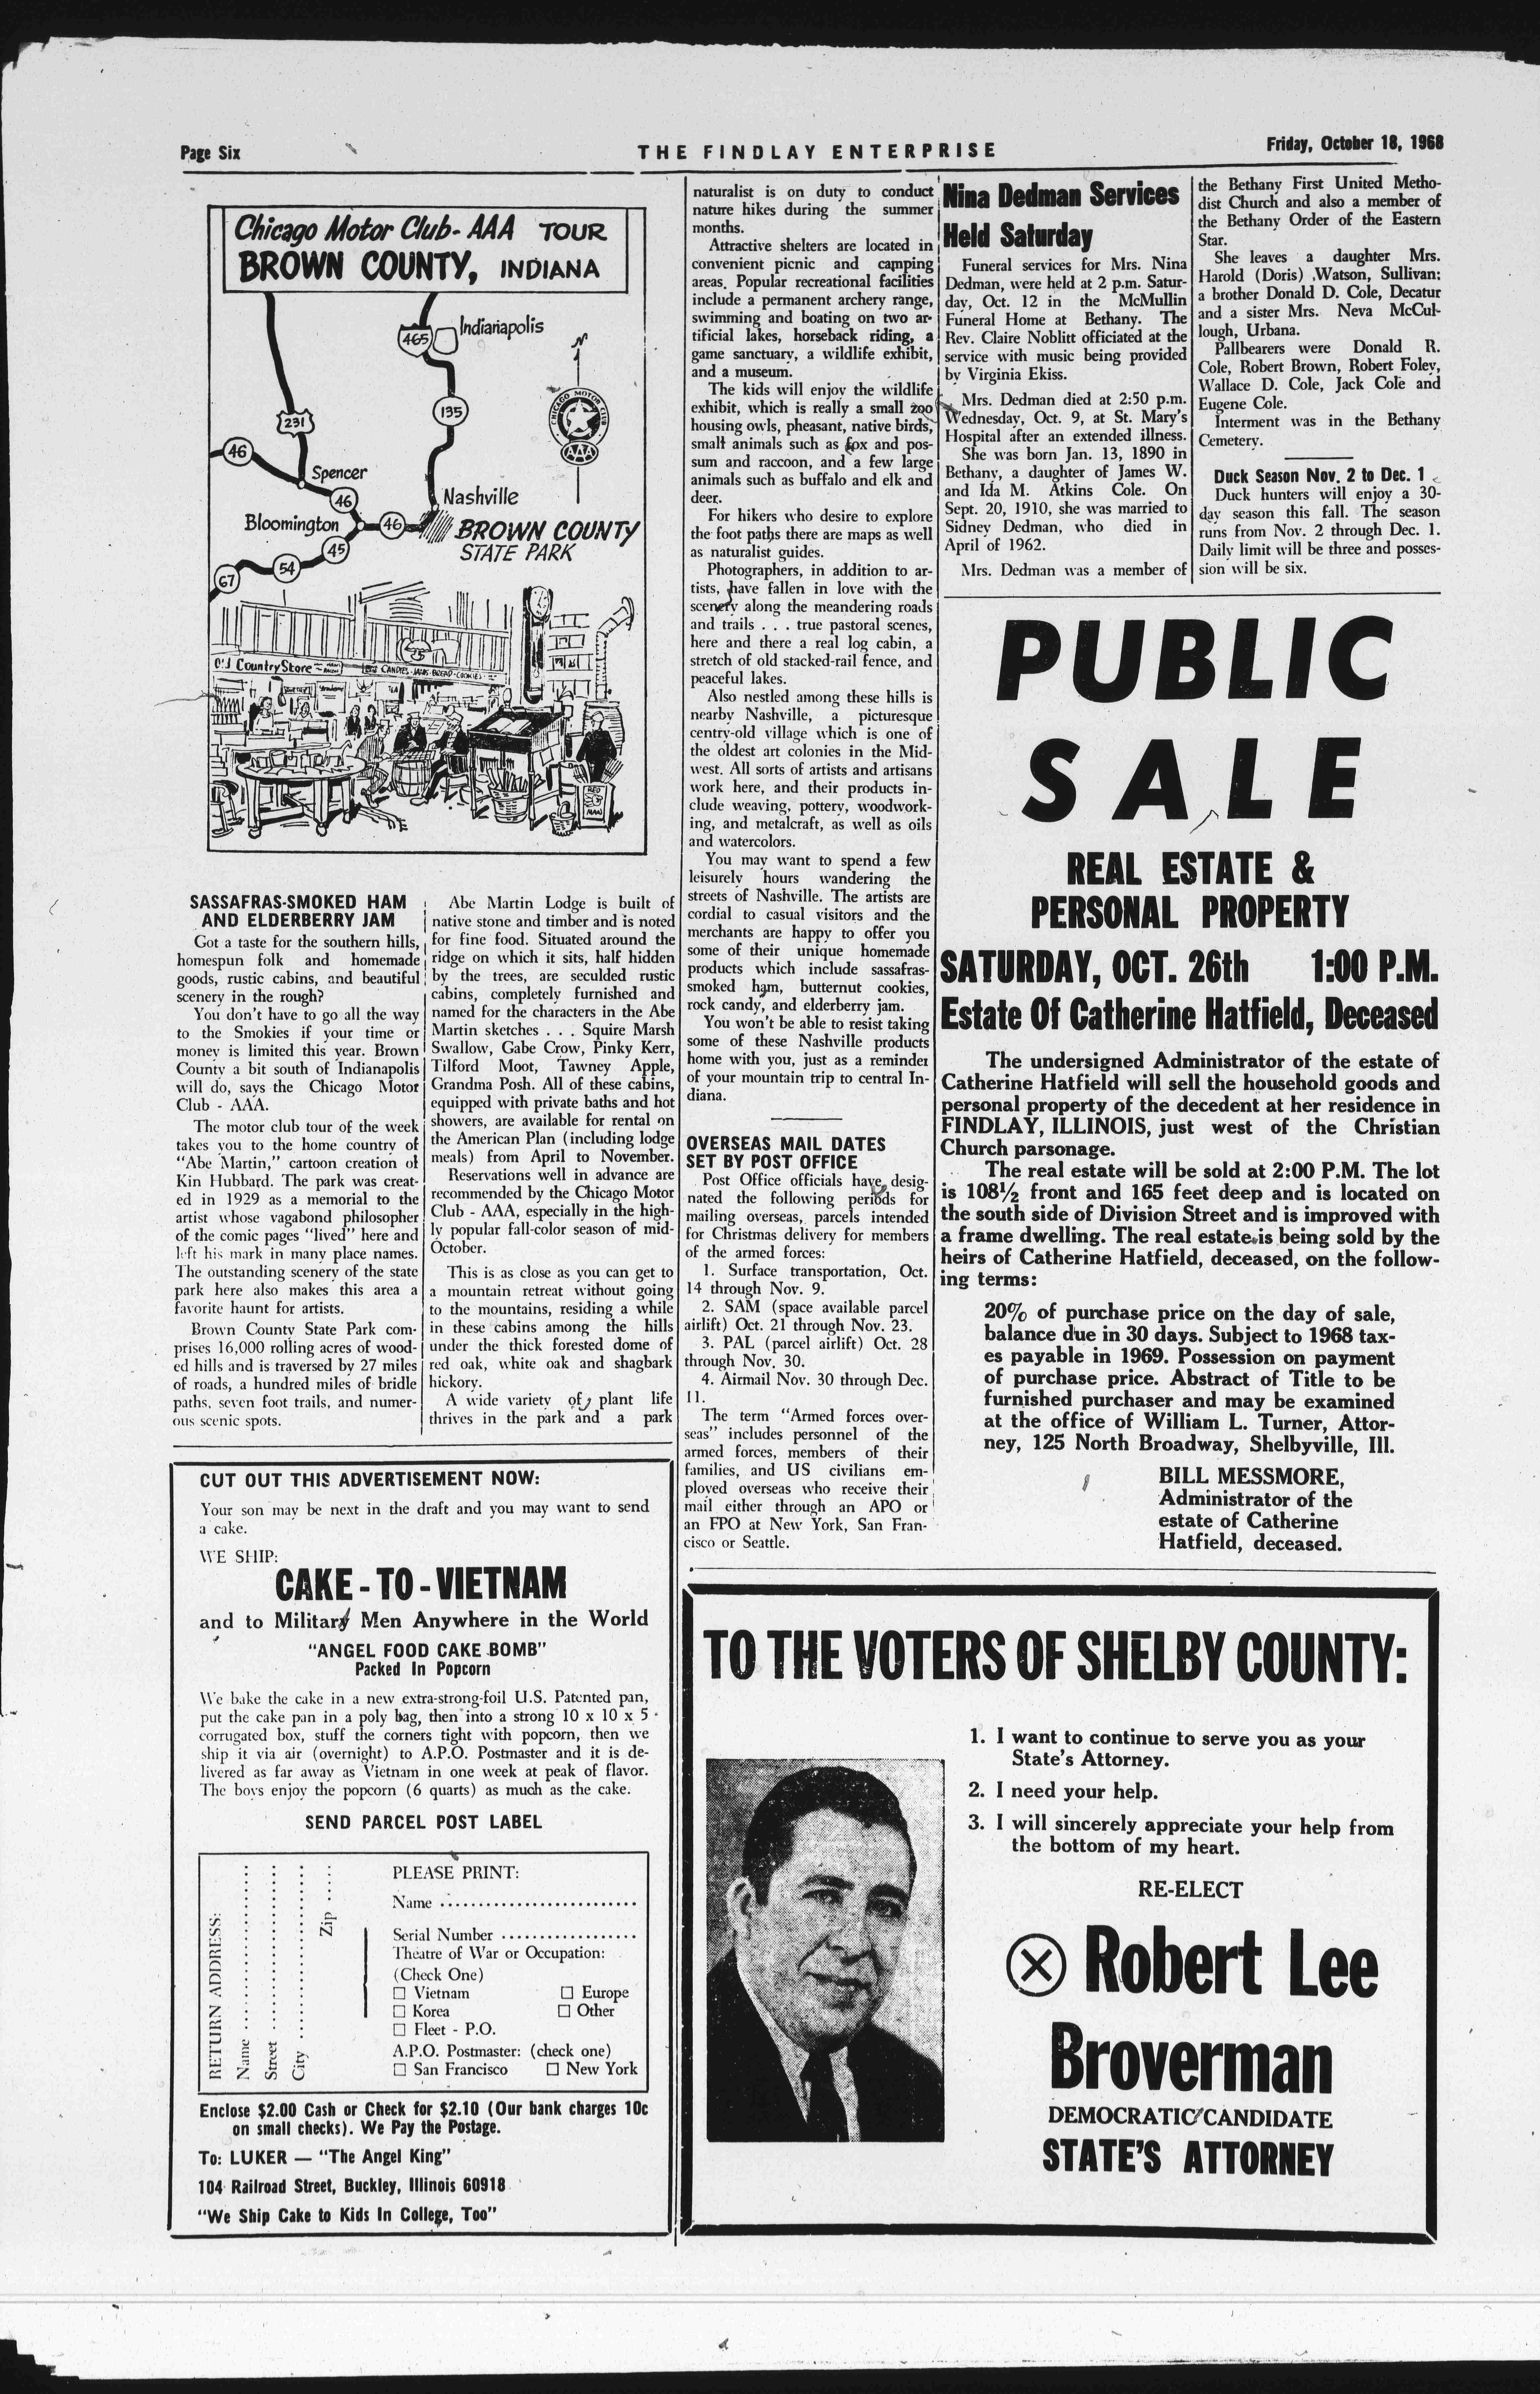 Page Six
THE FINDLAY ENTERPRISE
Friday, October 18, 1968
Chicago Motor Club-AAA TOUR
BROWN COUNTY, INDIANA
Indianapolis
465
N
135
CHICAGO MOTOR CLUB
AAA
231
46
Spencer
46
Nashville
Bloomington
46
BROWN COUNTY
STATE PARK
45
54
67
Ol'd Country Store
CANDIES-JAMS-BREAD-COOKIES
RED
MAN
SASSAFRAS-SMOKED HAM
AND ELDERBERRY JAM
Got a taste for the southern hills,
homespun folk and homemade
goods, rustic cabins, and beautiful
scenery in the rough?
You don't have to go all the way
to the Smokies if your time or
money is limited this year. Brown
County a bit south of Indianapolis
will do, says the Chicago Motor
Club - AAA.
The motor club tour of the week
takes you to the home country of
"Abe Martin," cartoon creation of
Kin Hubbard. The park was creat-
ed in 1929 as a memorial to the
artist whose vagabond philosopher
of the comic pages "lived" here and
left his mark in many place names.
The outstanding scenery of the state
park here also makes this area a
favorite haunt for artists.
Brown County State Park com-
prises 16,000 rolling acres of wood-
ed hills and is traversed by 27 miles
of roads, a hundred miles of bridle
paths, seven foot trails, and numer-
ous scenic spots.
Abe Martin Lodge is built of
native stone and timber and is noted
for fine food. Situated around the
ridge on which it sits, half hidden
by the trees, are seculded rustic
cabins, completely furnished and
named for the characters in the Abe
Martin sketches . . . Squire Marsh
Swallow, Gabe Crow, Pinky Kerr,
Tilford Moot, Tawney Apple,
Grandma Posh. All of these cabins,
equipped with private baths and hot
showers, are available for rental on
the American Plan (including lodge
meals) from April to November.
Reservations well in advance are
recommended by the Chicago Motor
Club - AAA, especially in the high-
ly popular fall-color season of mid-
October.
This is as close as you can get to
a mountain retreat without going
to the mountains, residing a while
in these cabins among the hills
under the thick forested dome of
red oak, white oak and shagbark
hickory.
A wide variety of plant life
thrives in the park and a park
naturalist is on duty to conduct
nature hikes during the summer
months.
Attractive shelters are located in
convenient picnic and camping
areas. Popular recreational facilities
include a permanent archery range,
swimming and boating on two ar-
tificial lakes, horseback riding, a
game sanctuary, a wildlife exhibit,
and a museum.
The kids will enjoy the wildlife
exhibit, which is really a small zoo
housing owls, pheasant, native birds,
small animals such as fox and pos-
sum and raccoon, and a few large
animals such as buffalo and elk and
deer.
For hikers who desire to explore
the foot paths there are maps as well
as naturalist guides.
Photographers, in addition to ar-
tists, have fallen in love with the
scenery along the meandering roads
and trails . . . true pastoral scenes,
here and there a real log cabin, a
stretch of old stacked-rail fence, and
peaceful lakes.
Also nestled among these hills is
nearby Nashville, a picturesque
centry-old village which is one of
the oldest art colonies in the Mid-
west. All sorts of artists and artisans
work here, and their products in-
clude weaving, pottery, woodwork-
ing, and metalcraft, as well as oils
and watercolors.
You may want to spend a few
leisurely hours wandering the
streets of Nashville. The artists are
cordial to casual visitors and the
merchants are happy to offer you
some of their unique homemade
products which include sassafras-
smoked ham, butternut cookies,
rock candy, and elderberry jam.
You won't be able to resist taking
some of these Nashville products
home with you, just as a reminder
of your mountain trip to central In-
diana.
OVERSEAS MAIL DATES
SET BY POST OFFICE
Post Office officials have desig-
nated the following periods for
mailing overseas, parcels intended
for Christmas delivery for members
of the armed forces:
1. Surface transportation, Oct.
14 through Nov. 9.
2. SAM (space available parcel
airlift) Oct. 21 through Nov. 23.
3. PAL (parcel airlift) Oct. 28
through Nov. 30.
4. Airmail Nov. 30 through Dec.
11.
The term "Armed forces over-
seas" includes personnel of the
armed forces, members of their
families, and US civilians em-
ployed overseas who receive their
mail either through an APO or
an FPO at New York, San Fran-
cisco or Seattle.
Nina Dedman Services
Held Saturday
Funeral services for Mrs. Nina
Dedman, were held at 2 p.m. Satur-
day, Oct. 12 in the McMullin
Funeral Home at Bethany. The
Rev. Claire Noblitt officiated at the
service with music being provided
by Virginia Ekiss.
Mrs. Dedman died at 2:50 p.m.
Wednesday, Oct. 9, at St. Mary's
Hospital after an extended illness.
She was born Jan. 13, 1890 in
Bethany, a daughter of James W.
and Ida M. Atkins Cole. On
Sept. 20, 1910, she was married to
Sidney Dedman, who died in
April of 1962.
Mrs. Dedman was a member of
the Bethany First United Metho-
dist Church and also a member of
the Bethany Order of the Eastern
Star.
She leaves a daughter Mrs.
Harold (Doris) Watson, Sullivan:
a brother Donald D. Cole, Decatur
and a sister Mrs. Neva McCul-
lough, Urbana.
Pallbearers were Donald R.
Cole, Robert Brown, Robert Foley,
Wallace D. Cole, Jack Cole and
Eugene Cole.
Interment was in the Bethany
Cemetery.
Duck Season Nov. 2 to Dec. 1
Duck hunters will enjoy a 30-
day season this fall. The season
runs from Nov. 2 through Dec. 1.
Daily limit will be three and posses-
sion will be six.
PUBLIC
SALE
REAL ESTATE &
PERSONAL PROPERTY
SATURDAY, OCT. 26th 1:00 P.M.
Estate Of Catherine Hatfield, Deceased
The undersigned Administrator of the estate of
Catherine Hatfield will sell the household goods and
personal property of the decedent at her residence in
FINDLAY, ILLINOIS, just west of the Christian
Church parsonage.
The real estate will be sold at 2:00 P.M. The lot
is 108½ front and 165 feet deep and is located on
the south side of Division Street and is improved with
a frame dwelling. The real estate is being sold by the
heirs of Catherine Hatfield, deceased, on the follow-
ing terms:
20% of purchase price on the day of sale,
balance due in 30 days. Subject to 1968 tax-
es payable in 1969. Possession on payment
of purchase price. Abstract of Title to be
furnished purchaser and may be examined
at the office of William L. Turner, Attor-
ney, 125 North Broadway, Shelbyville, Ill.
BILL MESSMORE,
Administrator of the
estate of Catherine
Hatfield, deceased.
CUT OUT THIS ADVERTISEMENT NOW:
Your son may be next in the draft and you may want to send
a cake.
WE SHIP:
CAKE-TO-VIETNAM
and to Military Men Anywhere in the World
"ANGEL FOOD CAKE BOMB"
Packed In Popcorn
We bake the cake in a new extra-strong-foil U.S. Patented pan,
put the cake pan in a poly bag, then into a strong 10 x 10 x 5
corrugated box, stuff the corners tight with popcorn, then we
ship it via air (overnight) to A.P.O. Postmaster and it is de-
livered as far away as Vietnam in one week at peak of flavor.
The boys enjoy the popcorn (6 quarts) as much as the cake.
SEND PARCEL POST LABEL
RETURN ADDRESS:
Name
Street
City
Zip
PLEASE PRINT:
Name
Serial Number
Theatre of War or Occupation:
(Check One)
☐ Vietnam ☐ Europe
☐ Korea ☐ Other
☐ Fleet - P.O.
A.P.O. Postmaster: (check one)
☐ San Francisco ☐ New York
Enclose $2.00 Cash or Check for $2.10 (Our bank charges 10c
on small checks). We Pay the Postage.
To: LUKER — "The Angel King"
104 Railroad Street, Buckley, Illinois 60918
"We Ship Cake to Kids In College, Too"
TO THE VOTERS OF SHELBY COUNTY:
1. I want to continue to serve you as your
State's Attorney.
2. I need your help.
3. I will sincerely appreciate your help from
the bottom of my heart.
RE-ELECT
Robert Lee
Broverman
DEMOCRATIC CANDIDATE
STATE'S ATTORNEY